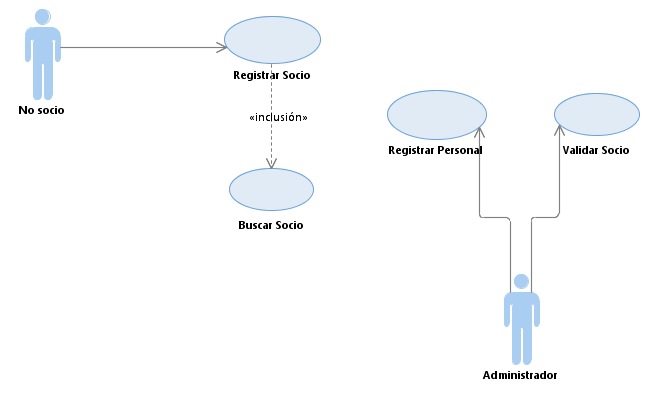 Registrar Socio
No socio
«inclusión»
Registrar Personal
Validar Socio
Buscar Socio
Administrador